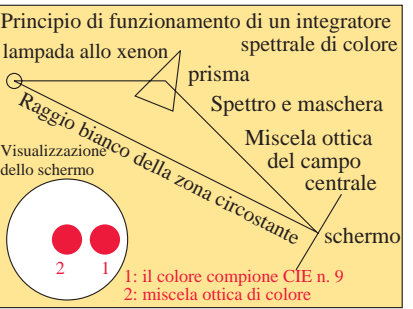 Principio di funzionamento di un integratore
spettrale di colore
lampada allo xenon
prisma
Spettro e maschera
Raggio bianco della zona circostante
Miscela ottica
del campo
centrale
Visualizzazione
dello schermo
schermo
2 1
1: il colore compione CIE n. 9
2: miscela ottica di colore